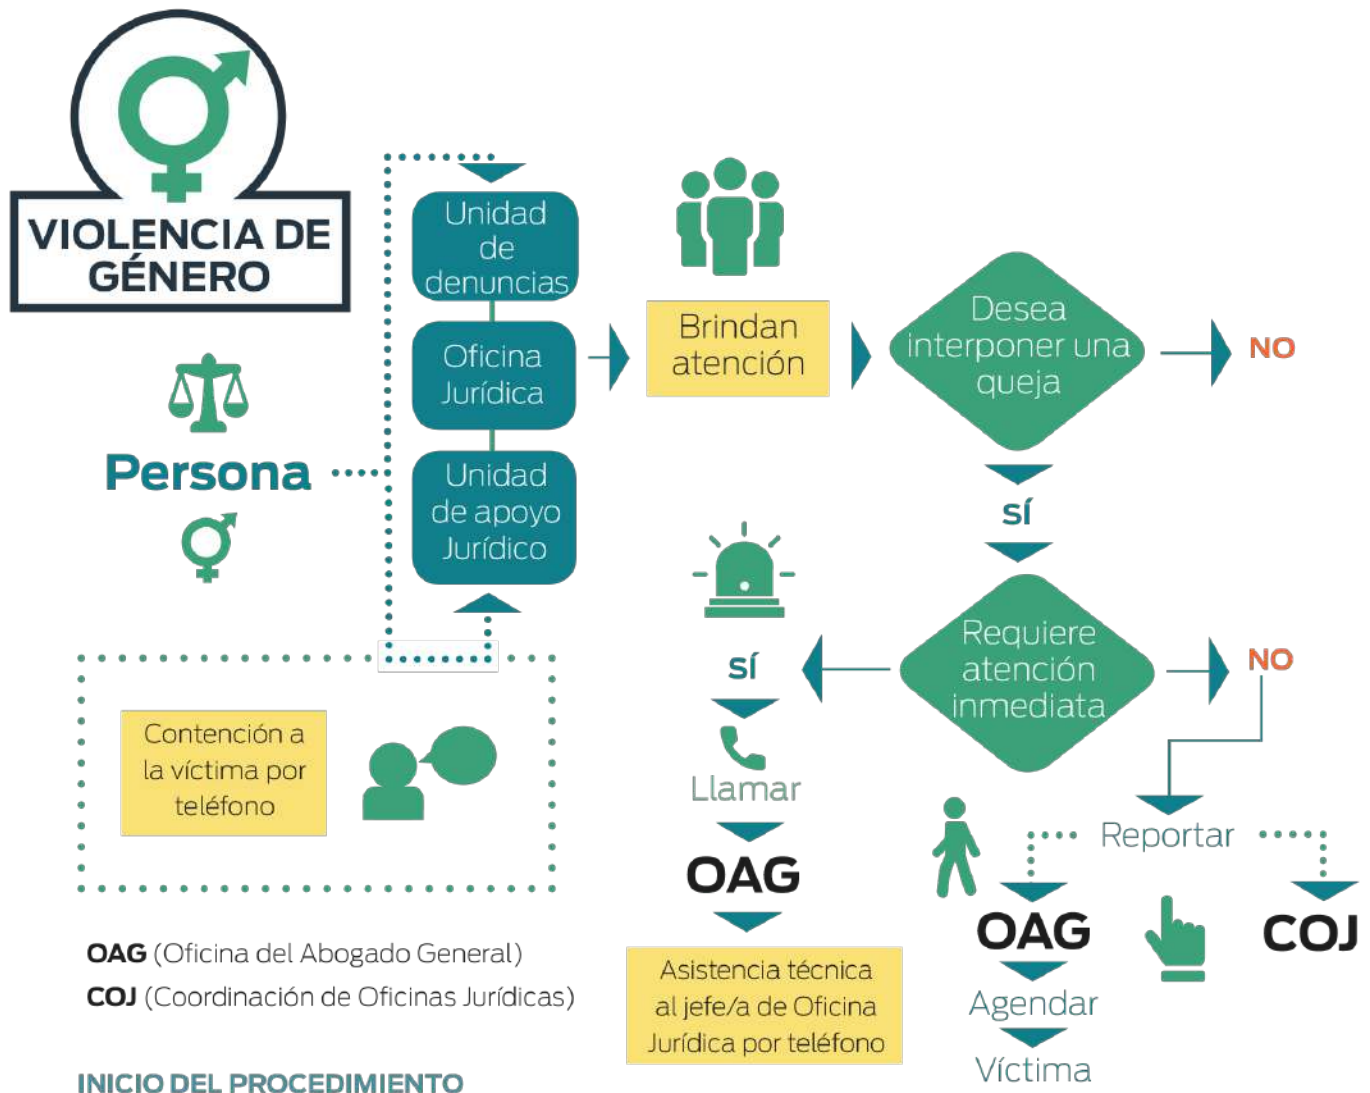 VIOLENCIA DE
GÉNERO
Persona
Unidad
de
denuncias
Oficina
Jurídica
Unidad
de apoyo
Jurídico
Brindan
atención
Desea
interponer una
queja
NO
SÍ
Requiere
atención
inmediata
NO
SÍ
Llamar
OAG
Asistencia técnica
al jefe/a de Oficina
Jurídica por teléfono
Reportar
OAG
COJ
Agendar
Víctima
Contención a
la víctima por
teléfono
OAG (Oficina del Abogado General)
COJ (Coordinación de Oficinas Jurídicas)
INICIO DEL PROCEDIMIENTO